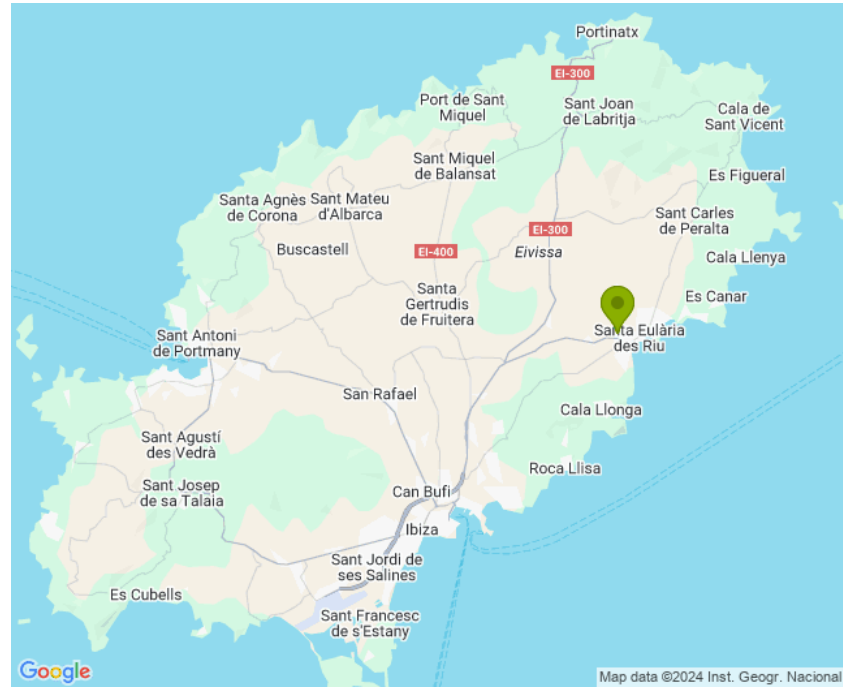 Portinatx
EI-300
Port de Sant
Miquel
Sant Joan
de Labritja
Cala de
Sant Vicent
Sant Miquel
de Balansat
Es Figueral
Santa Agnès
de Corona
Sant Mateu
d'Albarca
Sant Carles
de Peralta
EI-300
Buscastell
EI-400
Eivissa
Cala Llenya
Santa
Gertrudis
de Fruitera
Es Canar
Sant Antoni
de Portmany
Santa Eulària
des Riu
San Rafael
Cala Llonga
Sant Agustí
des Vedrà
Roca Llisa
Sant Josep
de sa Talaia
Can Bufí
Ibiza
Sant Jordi de
ses Salines
Es Cubells
Sant Francesc
de s'Estany
Google
Map data ©2024 Inst. Geogr. Nacional